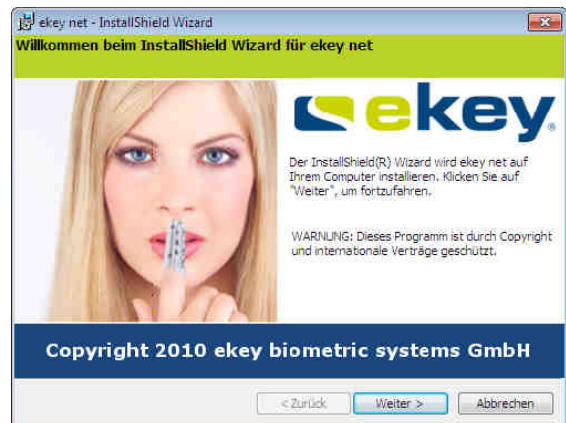 ekey net - InstallShield Wizard
Willkommen beim InstallShield Wizard für ekey net
ekey®
Der InstallShield(R) Wizard wird ekey net auf
Ihrem Computer installieren. Klicken Sie auf
"Weiter", um fortzufahren.
WARNUNG: Dieses Programm ist durch Copyright
und internationale Verträge geschützt.
Copyright 2010 ekey biometric systems GmbH
< Zurück
Weiter >
Abbrechen